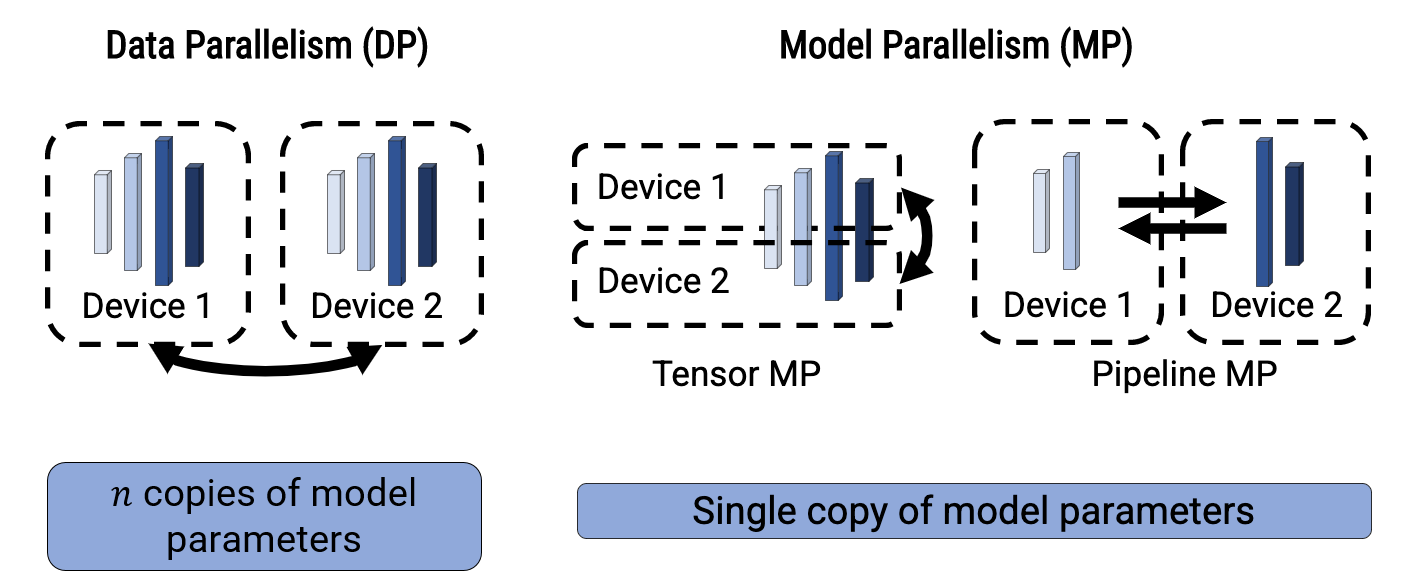 Data Parallelism (DP)
Device 1
Device 2
n copies of model
parameters
Model Parallelism (MP)
Device 1
Device 2
Tensor MP
Device 1
Device 2
Pipeline MP
Single copy of model parameters